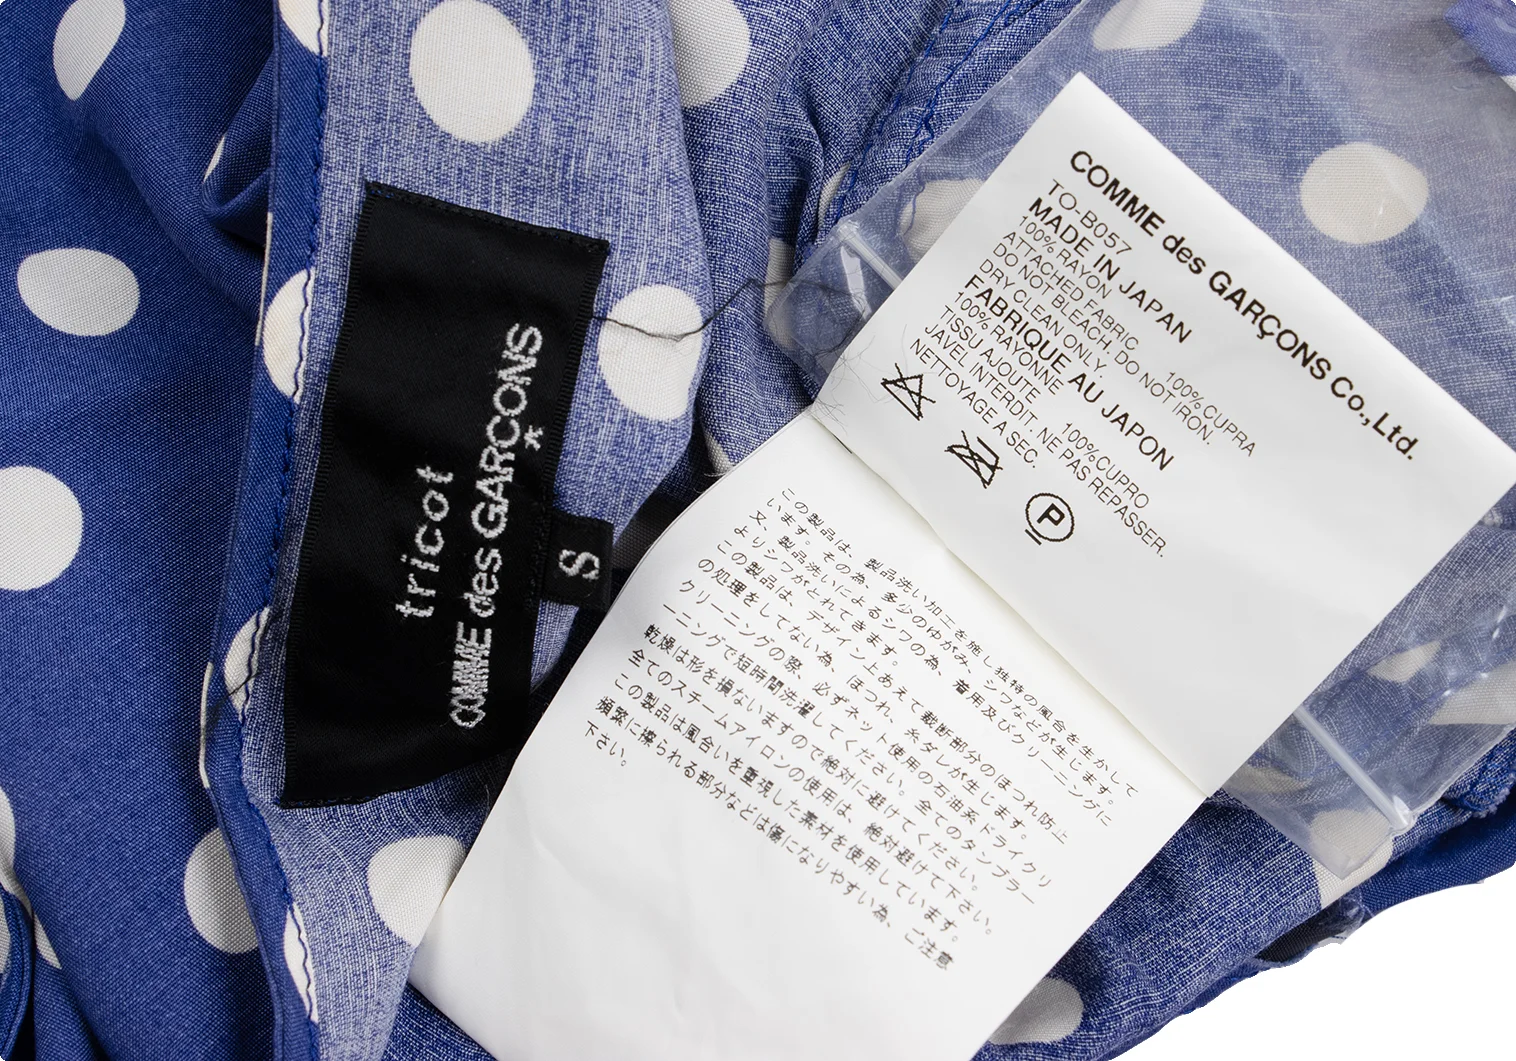 tricot
COMME des GARÇONS
S
COMME des GARÇONS Co.,Ltd.
TO-B057
MADE IN JAPAN
100% RAYON
ATTACHED FABRIC 100% CUPRA
DO NOT BLEACH, DO NOT IRON.
DRY CLEAN ONLY.
FABRIQUE AU JAPON
100% RAYONNE
TISSU AJOUTE 100%CUPRO
JAVEL INTERDIT. NE PAS REPASSER.
NETTOYAGE A SEC.
P
この製品は、製品洗い加工を施し独特の風合を生かして
います。その為、多少のゆがみ、シワなどが生じます。
又、製品洗いによるシワの為、着用及びクリーニングに
よりシワがとれてきます。
この製品は、デザイン上あえて裁断部分のほつれ防止
の処理をしてない為、ほつれ、糸ダレが生じます。
クリーニングの際、必ずネット使用の石油系ドライクリ
ーニングで短時間洗濯してください。全てのタンブラー
乾燥は形を損ないますので絶対に避けてください。
全てのスチームアイロンの使用は、絶対避けて下さい。
この製品は風合いを重視した素材を使用しています。
頻繁に擦られる部分などは傷になりやすい為、ご注意
下さい。